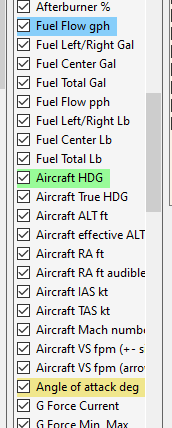 Afterburner %
Fuel Flow gph
Fuel Left/Right Gal
Fuel Center Gal
Fuel Total Gal
Fuel Flow pph
Fuel Left/Right Lb
Fuel Center Lb
Fuel Total Lb
Aircraft HDG
Aircraft True HDG
Aircraft ALT ft
Aircraft effective ALT
Aircraft RA ft
Aircraft RA ft audible
Aircraft IAS kt
Aircraft TAS kt
Aircraft Mach numbe
Aircraft VS fpm (+- s
Aircraft VS fpm (arro
Angle of attack deg
G Force Current
G Force Min, Max